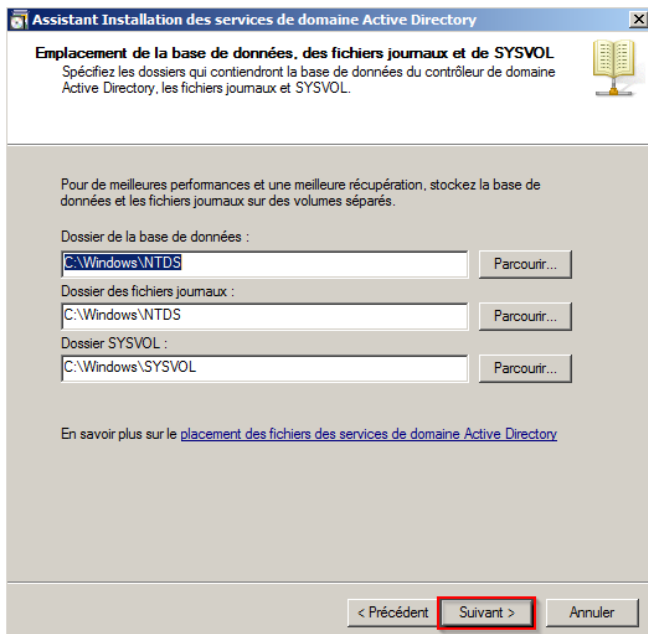 Assistant Installation des services de domaine Active Directory
Emplacement de la base de données, des fichiers journaux et de SYSVOL
Spécifiez les dossiers qui contiendront la base de données du contrôleur de domaine
Active Directory, les fichiers journaux et SYSVOL.
Pour de meilleures performances et une meilleure récupération, stockez la base de
données et les fichiers journaux sur des volumes séparés.
Dossier de la base de données :
C:\Windows\NTDS
Parcourir...
Dossier des fichiers journaux :
C:\Windows\NTDS
Parcourir...
Dossier SYSVOL :
C:\Windows\SYSVOL
Parcourir...
En savoir plus sur le placement des fichiers des services de domaine Active Directory
< Précédent Suivant > Annuler